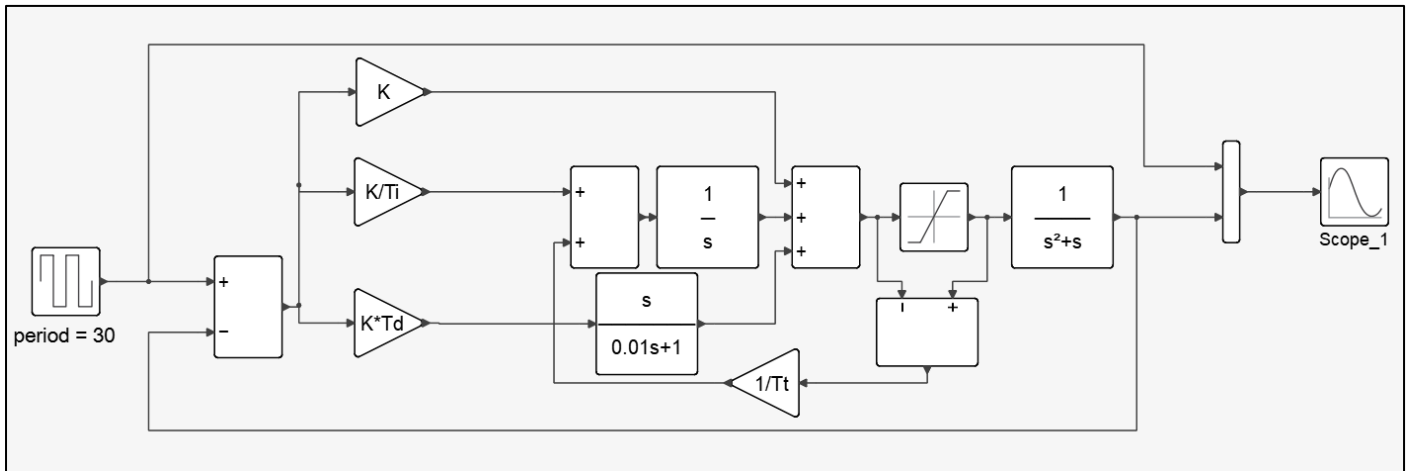 K
K/Ti
+
+
1
s
+
+
+
1
s²+s
Scope_1
period = 30
+
−
K*Td
s
0.01s+1
− +
1/Tt